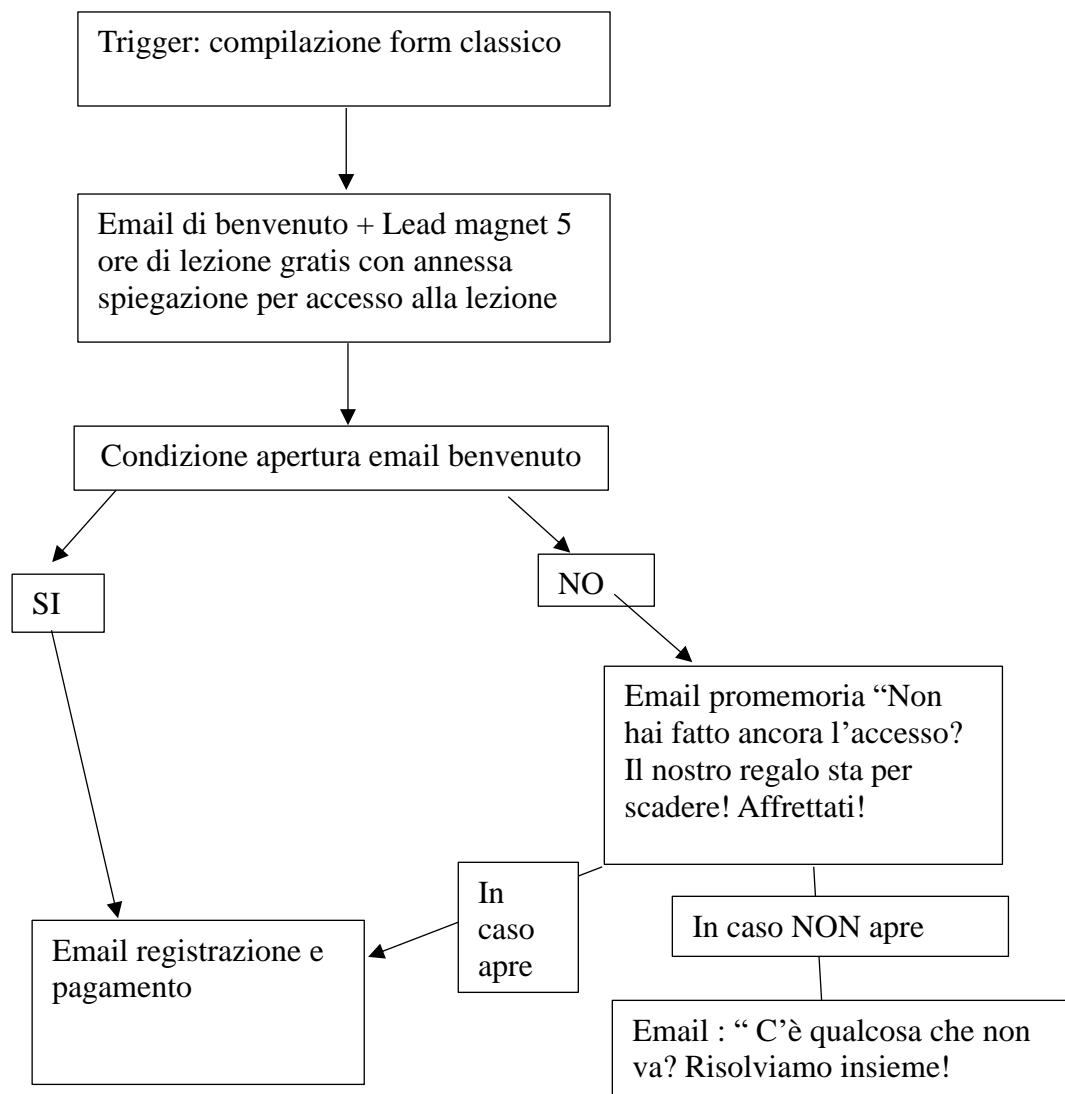 Trigger: compilazione form classico
Email di benvenuto + Lead magnet 5
ore di lezione gratis con annessa
spiegazione per accesso alla lezione
Condizione apertura email benvenuto
SI
NO
Email promemoria “Non
hai fatto ancora l’accesso?
Il nostro regalo sta per
scadere! Affrettati!
In
caso
apre
In caso NON apre
Email registrazione e
pagamento
Email : “ C’è qualcosa che non
va? Risolviamo insieme!